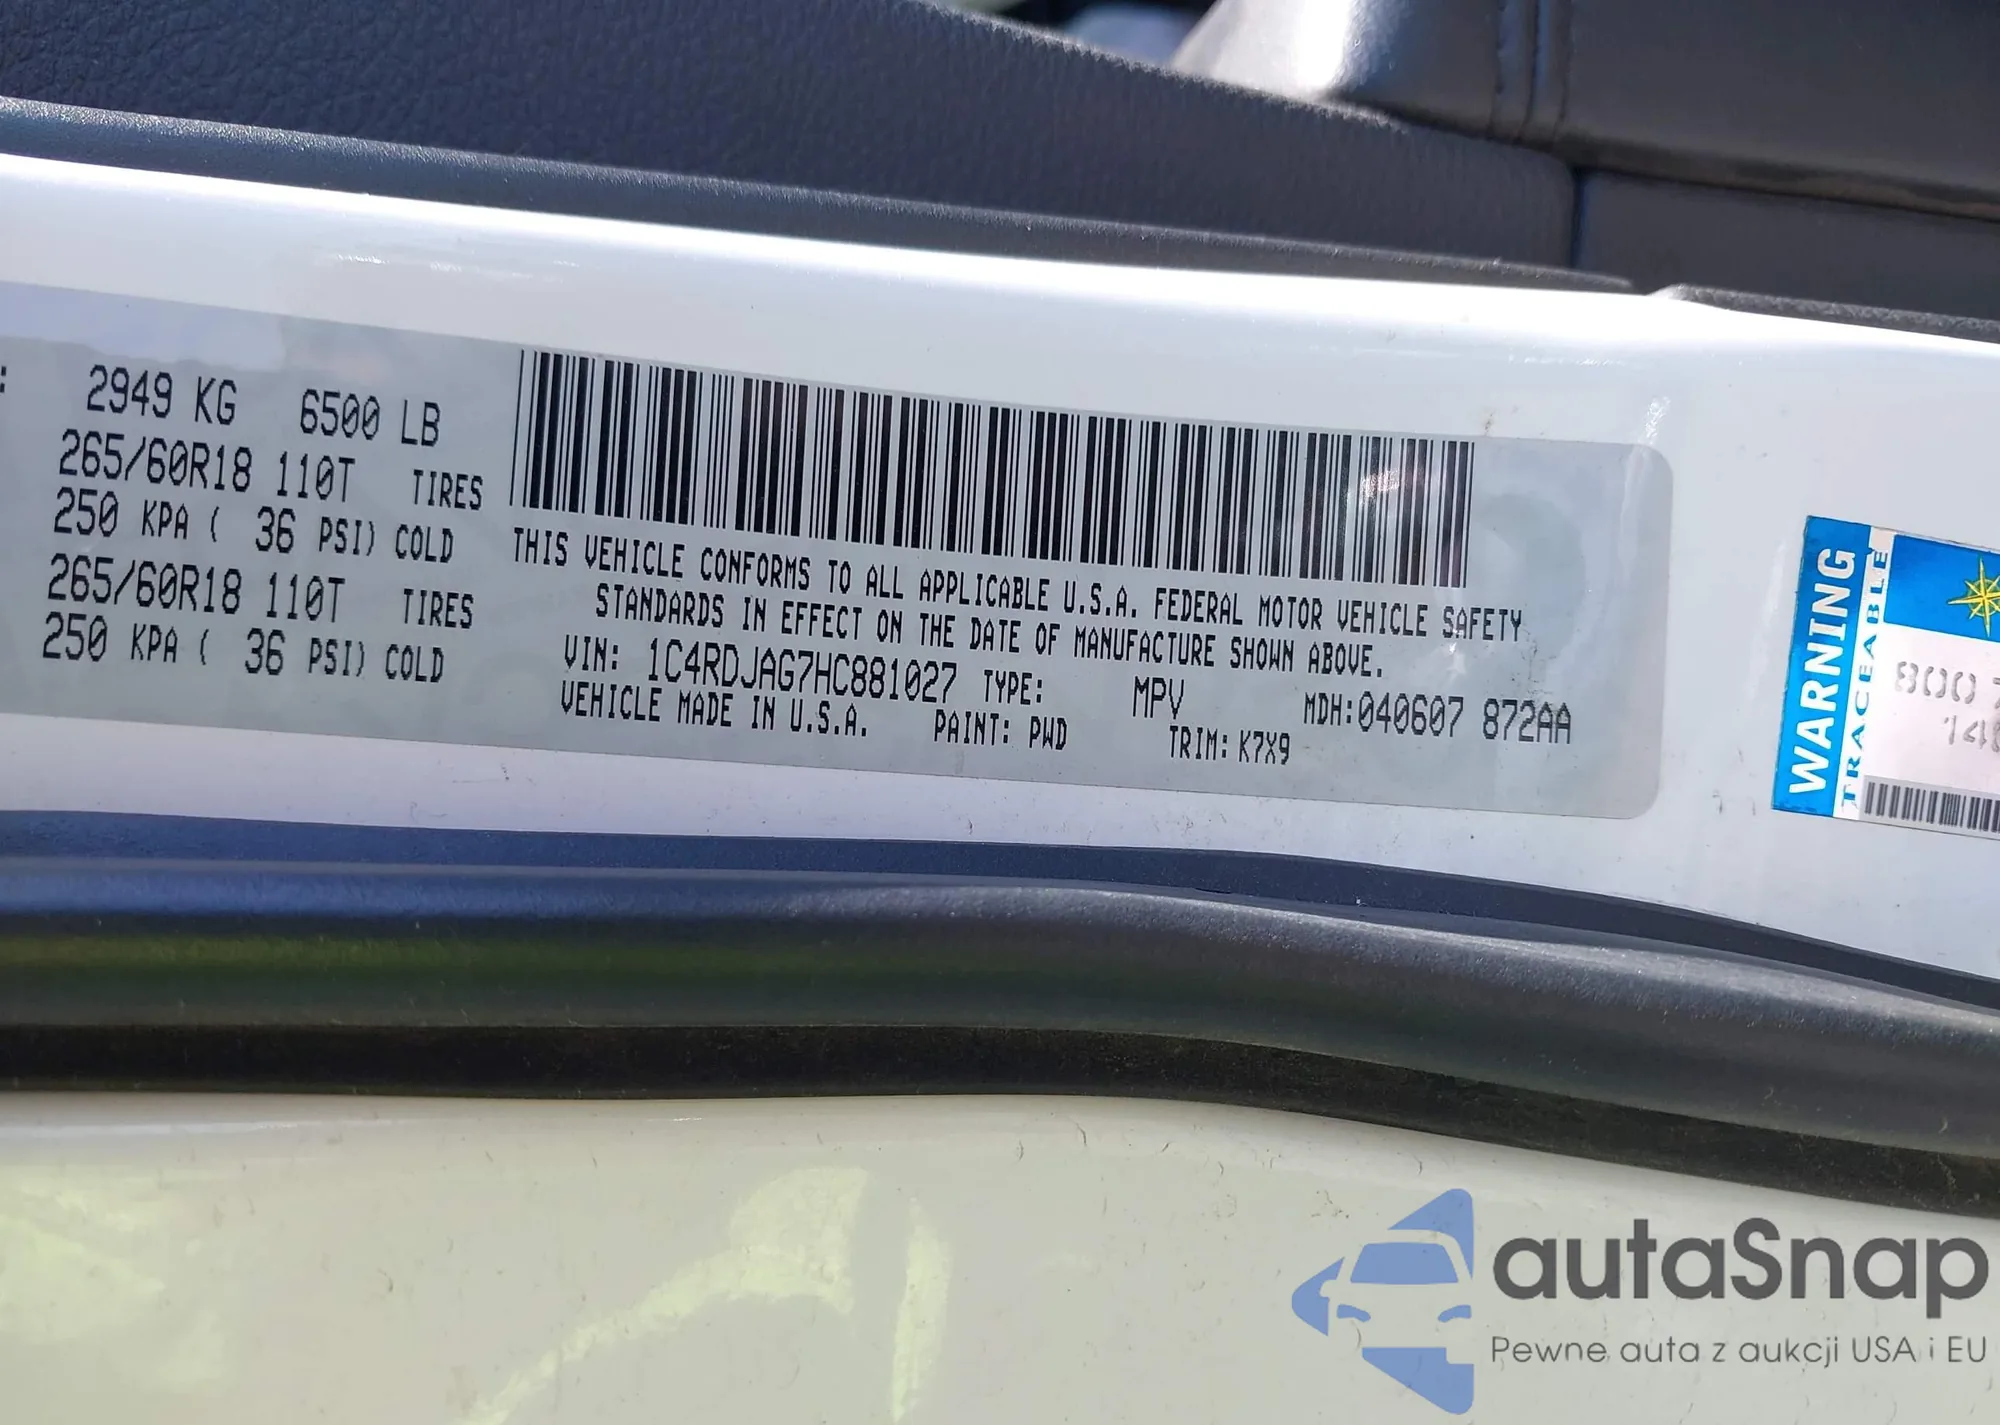 : 2949 KG 6500 LB
265/60R18 110T TIRES
250 KPA ( 36 PSI) COLD
265/60R18 110T TIRES
250 KPA ( 36 PSI) COLD
THIS VEHICLE CONFORMS TO ALL APPLICABLE U.S.A. FEDERAL MOTOR VEHICLE SAFETY
STANDARDS IN EFFECT ON THE DATE OF MANUFACTURE SHOWN ABOVE.
VIN: 1C4RDJAG7HC881027 TYPE: MPV MDH:040607 872AA
VEHICLE MADE IN U.S.A. PAINT: PWD TRIM: K7X9
WARNING
TRACEABLE
autaSnap
Pewne auta z aukcji USA i EU